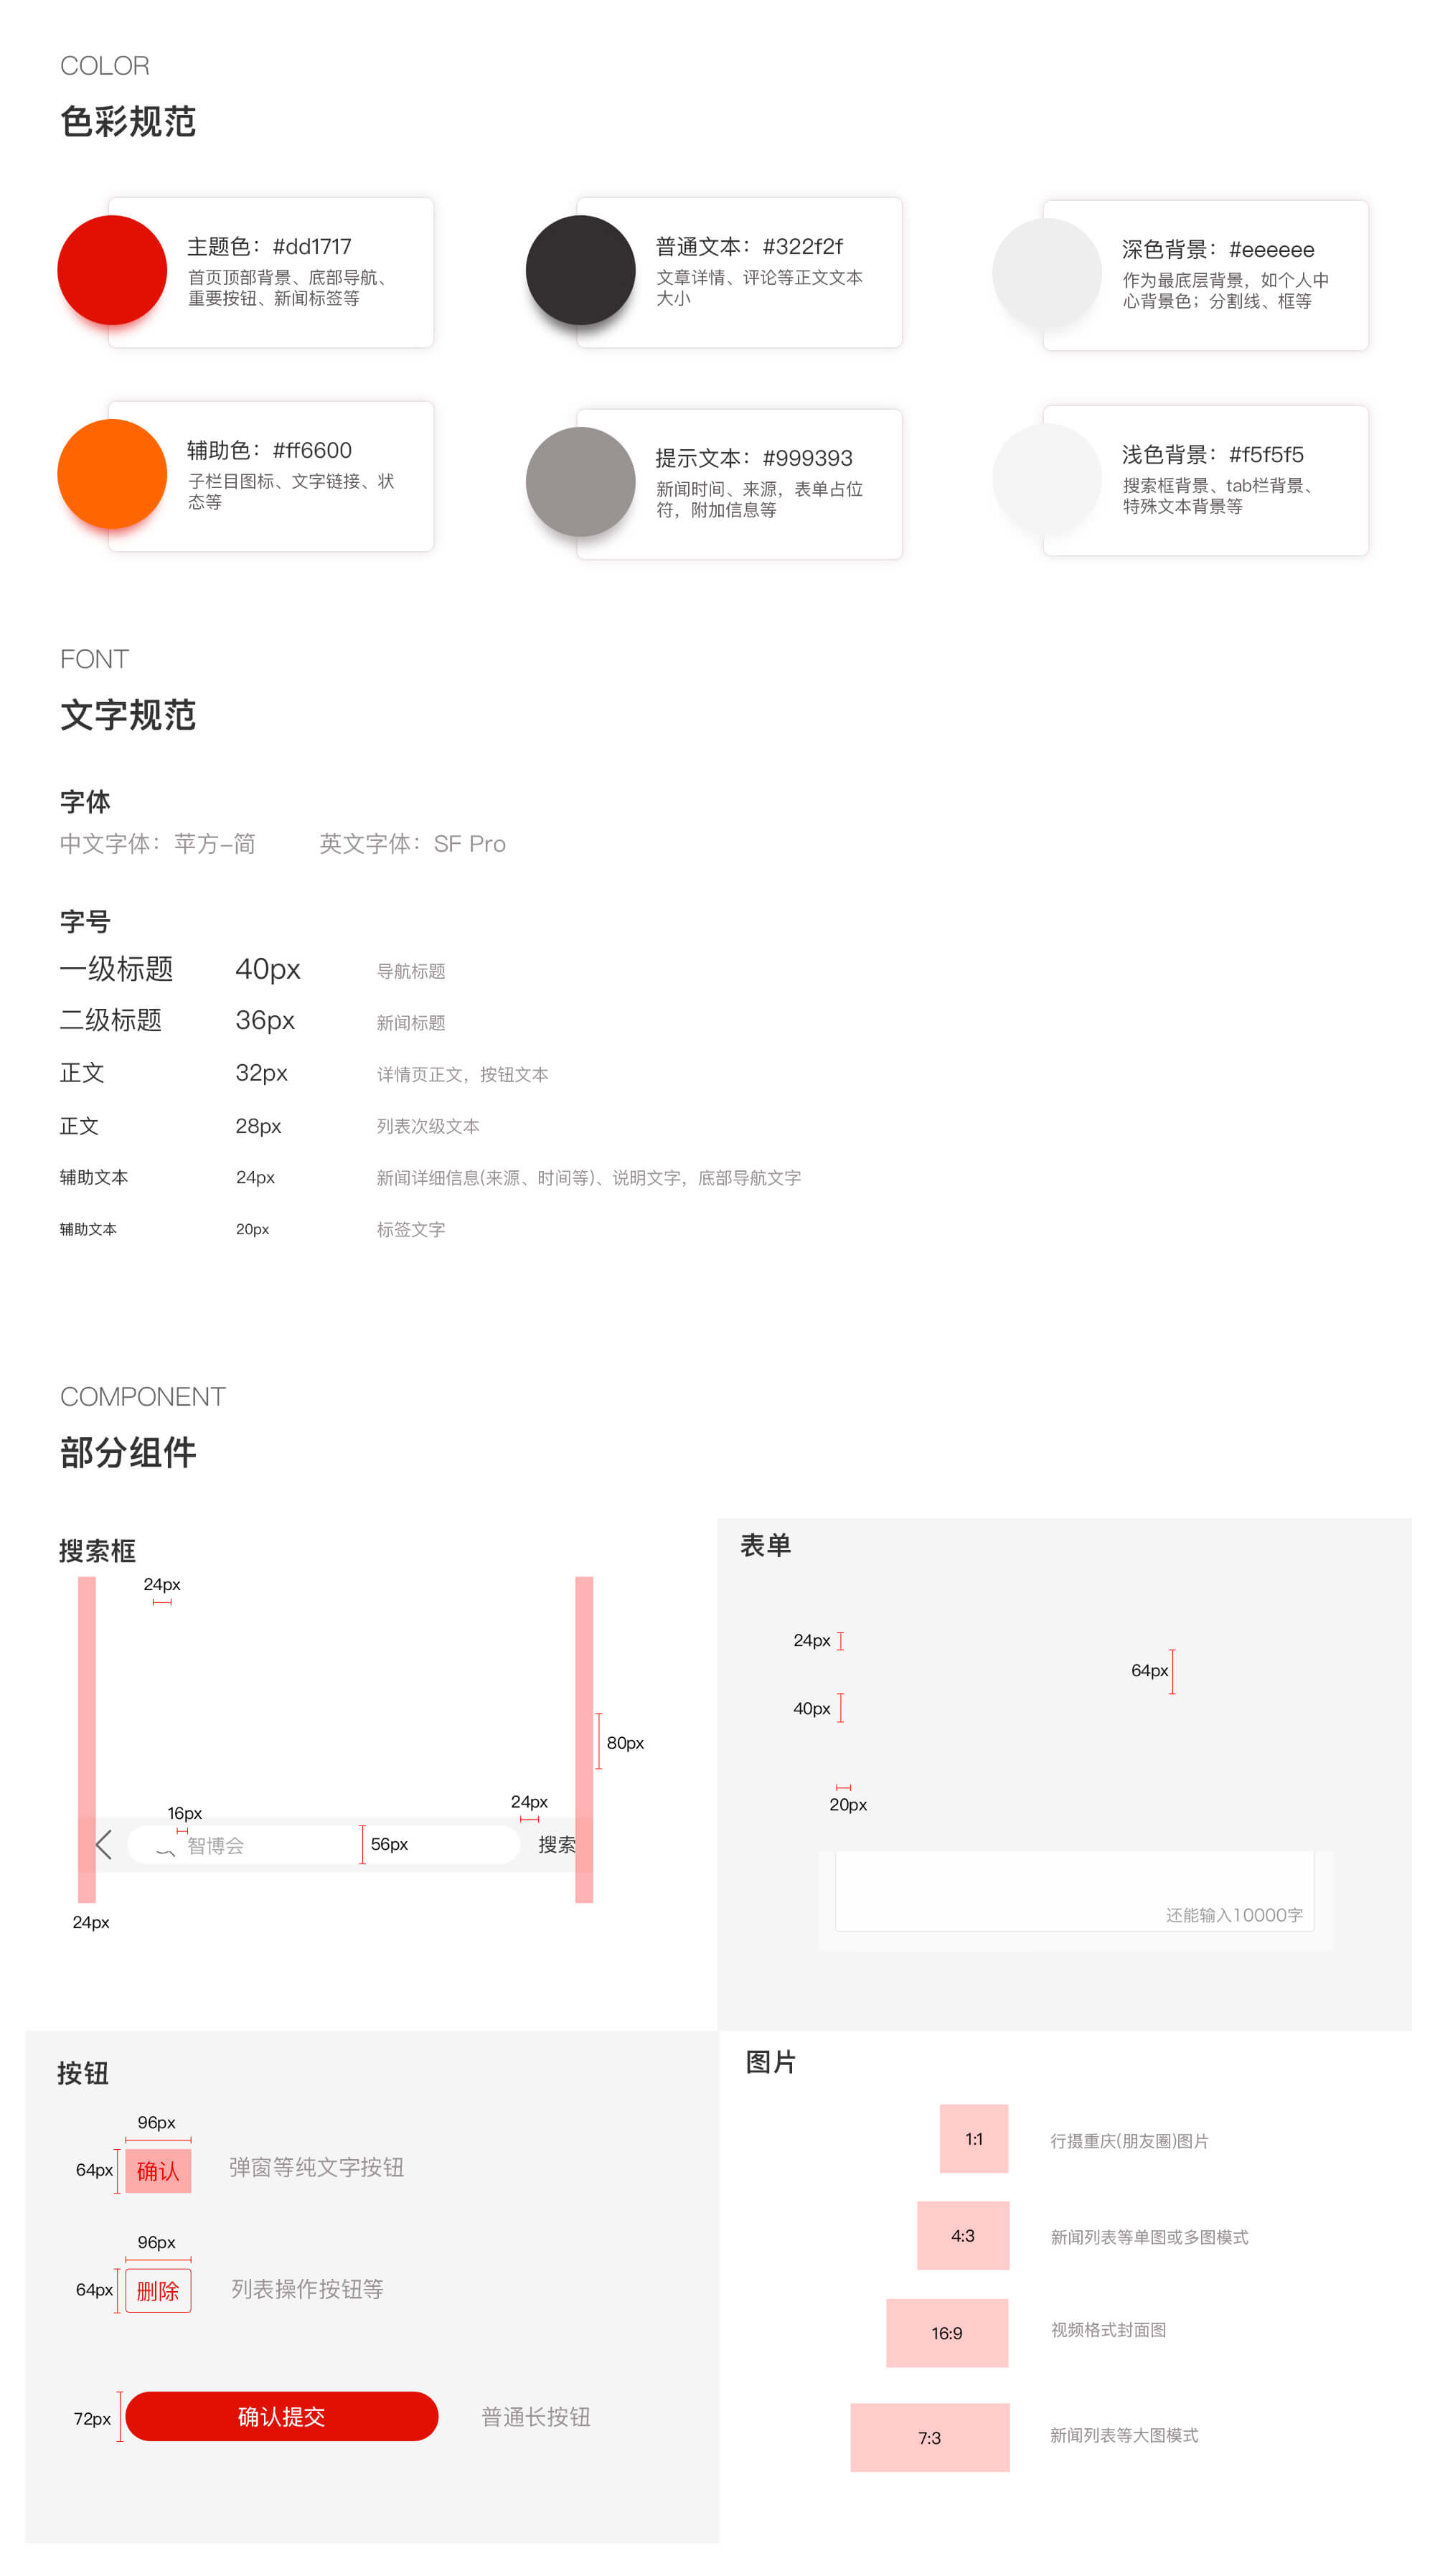 COLOR
色彩规范
主题色：#dd1717
首页顶部背景、底部导航、
重要按钮、新闻标签等
普通文本：#322f2f
文章详情、评论等正文文本
大小
深色背景：#eeeeee
作为最底层背景，如个人中
心背景色；分割线、框等
辅助色：#ff6600
子栏目图标、文字链接、状
态等
提示文本：#999393
新闻时间、来源，表单占位
符，附加信息等
浅色背景：#f5f5f5
搜索框背景、tab栏背景、
特殊文本背景等
FONT
文字规范
字体
中文字体：苹方-简 英文字体：SF Pro
字号
一级标题 40px 导航标题
二级标题 36px 新闻标题
正文 32px 详情页正文，按钮文本
正文 28px 列表次级文本
辅助文本 24px 新闻详细信息(来源、时间等)、说明文字，底部导航文字
辅助文本 20px 标签文字
COMPONENT
部分组件
搜索框
24px
80px
16px
24px
智博会
56px
搜索
24px
表单
24px
64px
40px
20px
还能输入10000字
按钮
96px
64px
确认
弹窗等纯文字按钮
96px
64px
删除
列表操作按钮等
72px
确认提交
普通长按钮
图片
1:1
行摄重庆(朋友圈)图片
4:3
新闻列表等单图或多图模式
16:9
视频格式封面图
7:3
新闻列表等大图模式